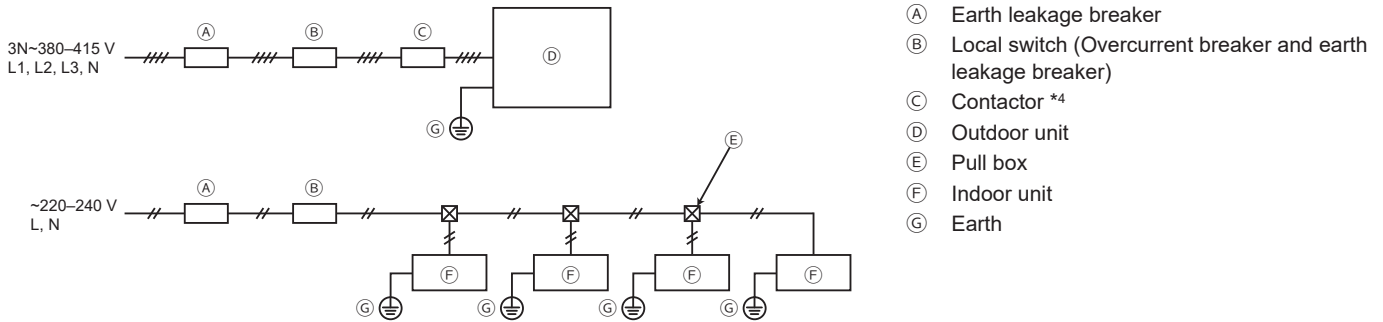 3N~380–415 V
L1, L2, L3, N
Ⓐ
Ⓑ
Ⓒ
Ⓓ
Ⓖ
~220–240 V
L, N
Ⓐ
Ⓑ
Ⓔ
Ⓕ
Ⓕ
Ⓕ
Ⓕ
Ⓖ
Ⓖ
Ⓖ
Ⓖ
Ⓐ Earth leakage breaker
Ⓑ Local switch (Overcurrent breaker and earth
leakage breaker)
Ⓒ Contactor *4
Ⓓ Outdoor unit
Ⓔ Pull box
Ⓕ Indoor unit
Ⓖ Earth